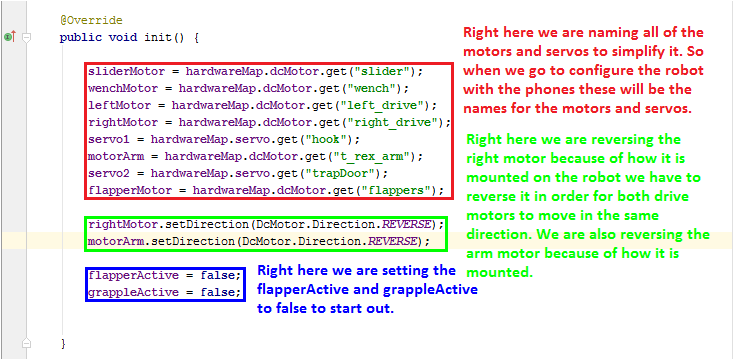 @Override
public void init() {
sliderMotor = hardwareMap.dcMotor.get("slider");
wenchMotor = hardwareMap.dcMotor.get("wench");
leftMotor = hardwareMap.dcMotor.get("left_drive");
rightMotor = hardwareMap.dcMotor.get("right_drive");
servo1 = hardwareMap.servo.get("hook");
motorArm = hardwareMap.dcMotor.get("t_rex_arm");
servo2 = hardwareMap.servo.get("trapDoor");
flapperMotor = hardwareMap.dcMotor.get("flappers");
Right here we are naming all of the
motors and servos to simplify it. So
when we go to configure the robot
with the phones these will be the
names for the motors and servos.
rightMotor.setDirection(DcMotor.Direction.REVERSE);
motorArm.setDirection(DcMotor.Direction.REVERSE);
Right here we are reversing the
right motor because of how it is
mounted on the robot we have to
reverse it in order for both drive
motors to move in the same
direction. We are also reversing the
arm motor because of how it is
mounted.
flapperActive = false;
grappleActive = false;
Right here we are setting the
flapperActive and grappleActive
to false to start out.
}